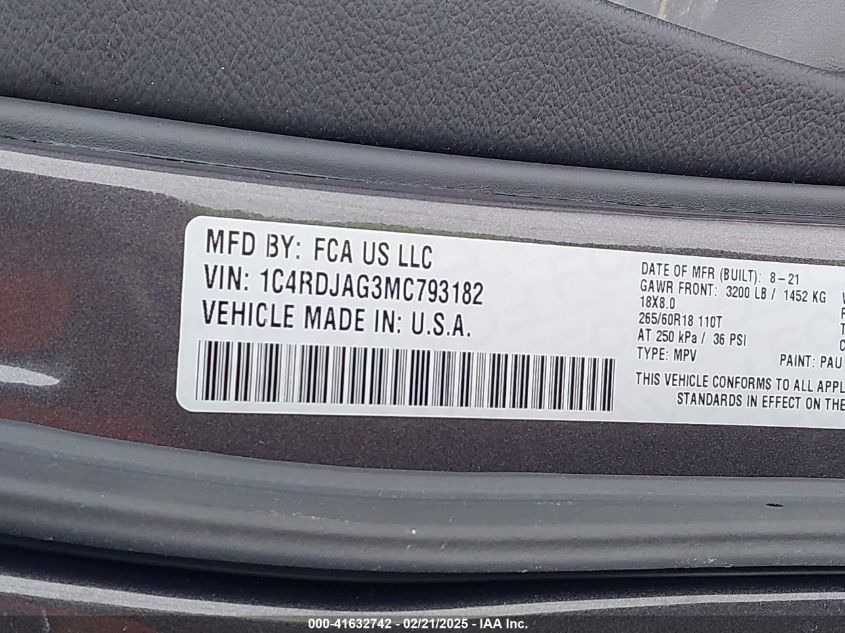 MFD BY: FCA US LLC
VIN: 1C4RDJAG3MC793182
VEHICLE MADE IN: U.S.A.
DATE OF MFR (BUILT): 8-21
GAWR FRONT: 3200 LB / 1452 KG
18X8.0
265/60R18 110T
AT 250 kPa / 36 PSI
TYPE: MPV PAINT: PAU
THIS VEHICLE CONFORMS TO ALL APPL
STANDARDS IN EFFECT ON THE
000-41632742 - 02/21/2025 - IAA Inc.